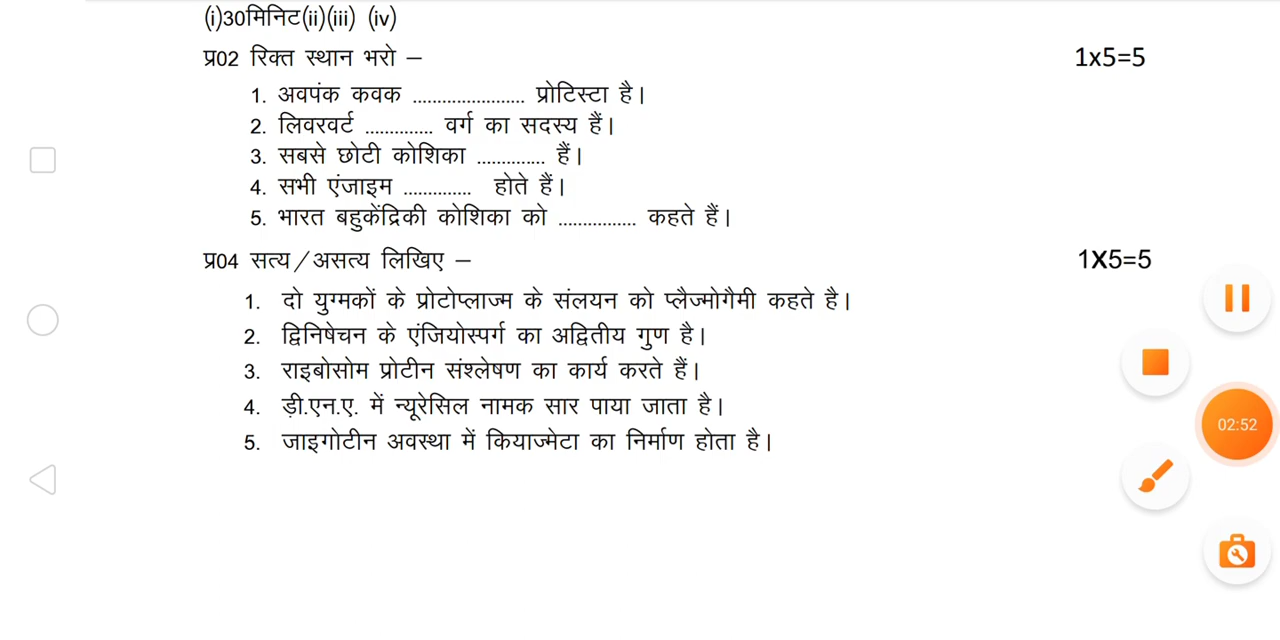 (i)30मिनिट(ii)(iii) (iv)
प्र02 रिक्त स्थान भरो – 1x5=5
1. अवपंक कवक ....................... प्रोटिस्टा है।
2. लिवरवर्ट .............. वर्ग का सदस्य हैं।
3. सबसे छोटी कोशिका .............. हैं।
4. सभी एंजाइम .............. होते हैं।
5. भारत बहुकेंद्रिकी कोशिका को ................ कहते हैं।
प्र04 सत्य/असत्य लिखिए – 1X5=5
1. दो युग्मकों के प्रोटोप्लाज्म के संलयन को प्लैज्मोगैमी कहते है।
2. द्विनिषेचन के एंजियोस्पर्ग का अद्वितीय गुण है।
3. राइबोसोम प्रोटीन संश्लेषण का कार्य करते हैं।
4. ड़ी.एन.ए. में न्यूरेसिल नामक सार पाया जाता है।
5. जाइगोटीन अवस्था में कियाज्मेटा का निर्माण होता है।
02:52